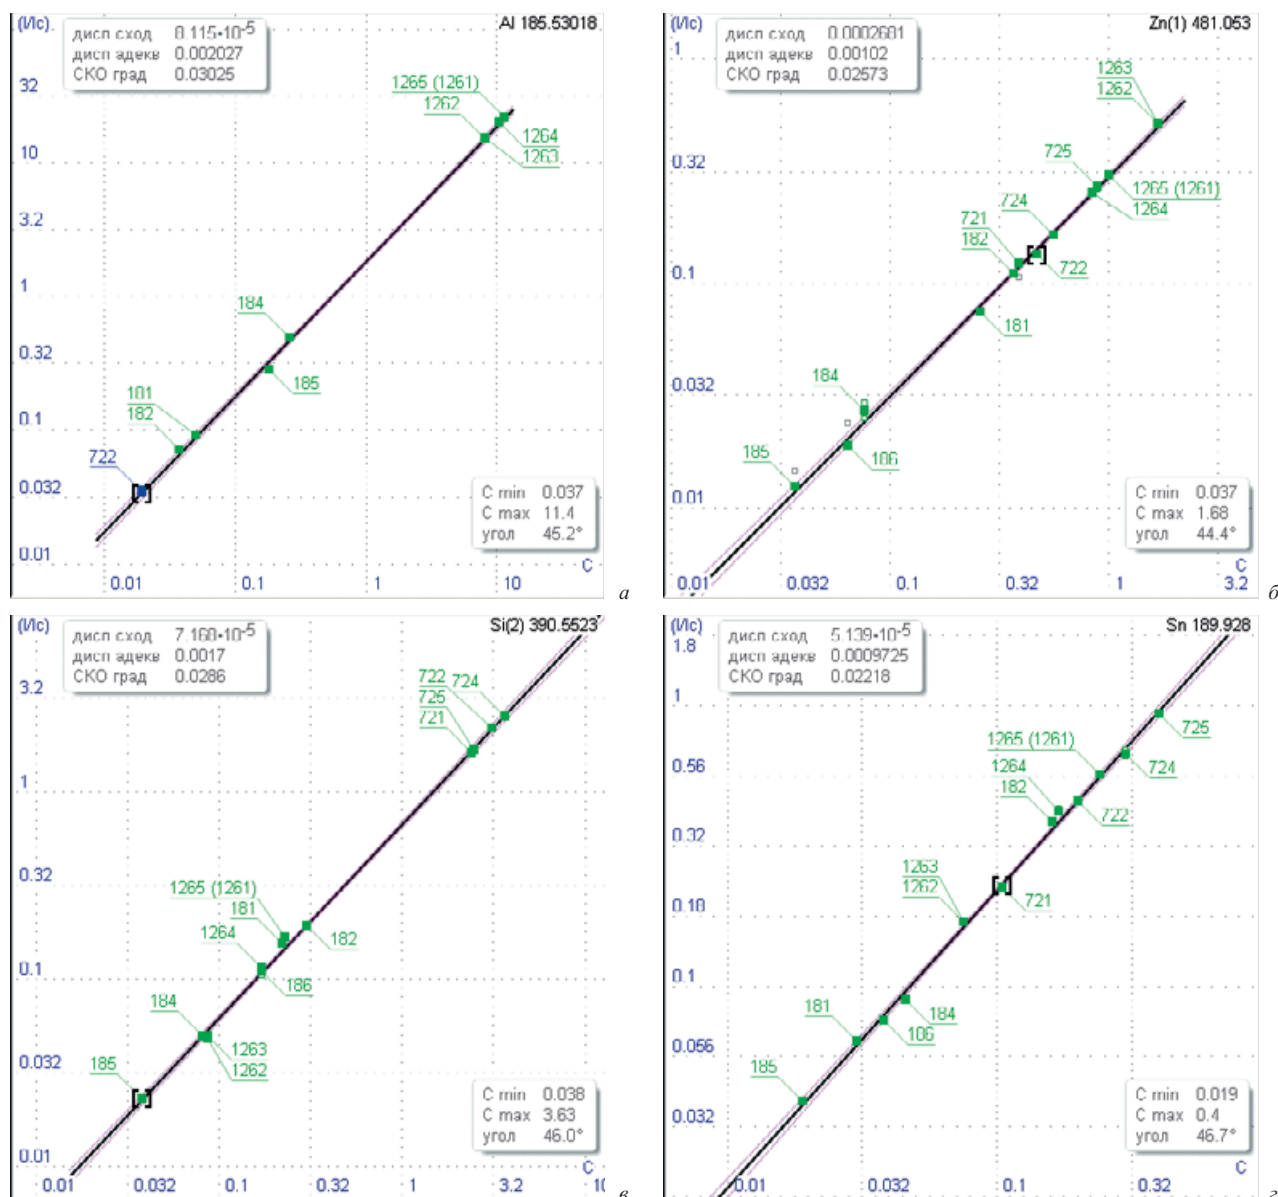 (I/Ic)
Al 185.53018
дисп сход 8.115•10-5
дисп адекв 0.002027
СКО град 0.03025
32
10
3.2
1
0.32
0.1
0.032
0.01
1265 (1261)
1262
1264
1263
184
185
181
182
722
C min 0.037
C max 11.4
угол 45.2°
C
0.01 0.1 1 10
а
(I/Ic)
Zn(1) 481.053
дисп сход 0.0002681
дисп адекв 0.00102
СКО град 0.02573
1
0.32
0.1
0.032
0.01
1263
1262
725
1265 (1261)
1264
724
721
182
722
181
184
185
186
C min 0.037
C max 1.68
угол 44.4°
C
0.01 0.032 0.1 0.32 1 3.2
б
(I/Ic)
Si(2) 390.5523
дисп сход 7.168•10-5
дисп адекв 0.0017
СКО град 0.0286
3.2
1
0.32
0.1
0.032
0.01
722 724
725
721
1265 (1261)
181
182
1264
186
184
1263
1262
185
C min 0.038
C max 3.63
угол 46.0°
C
0.01 0.032 0.1 0.32 1 3.2 10
в
(I/Ic)
Sn 189.928
дисп сход 5.139•10-5
дисп адекв 0.0009725
СКО град 0.02218
1.8
1
0.56
0.32
0.18
0.1
0.056
0.032
725
1265 (1261)
724
1264
182
722
1263
1262
721
181
184
186
185
C min 0.019
C max 0.4
угол 46.7°
C
0.01 0.032 0.1 0.32
г